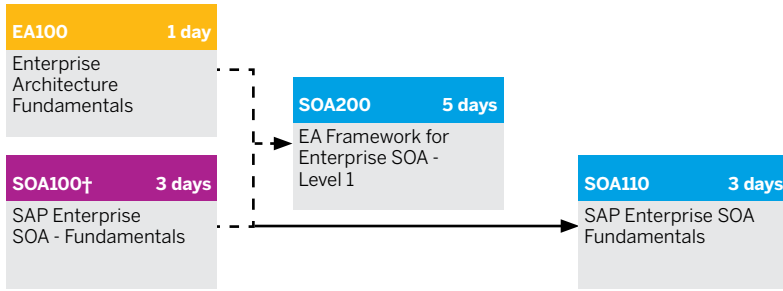 EA100 1 day
Enterprise
Architecture
Fundamentals
SOA200 5 days
EA Framework for
Enterprise SOA -
Level 1
SOA100† 3 days
SAP Enterprise
SOA - Fundamentals
SOA110 3 days
SAP Enterprise SOA
Fundamentals